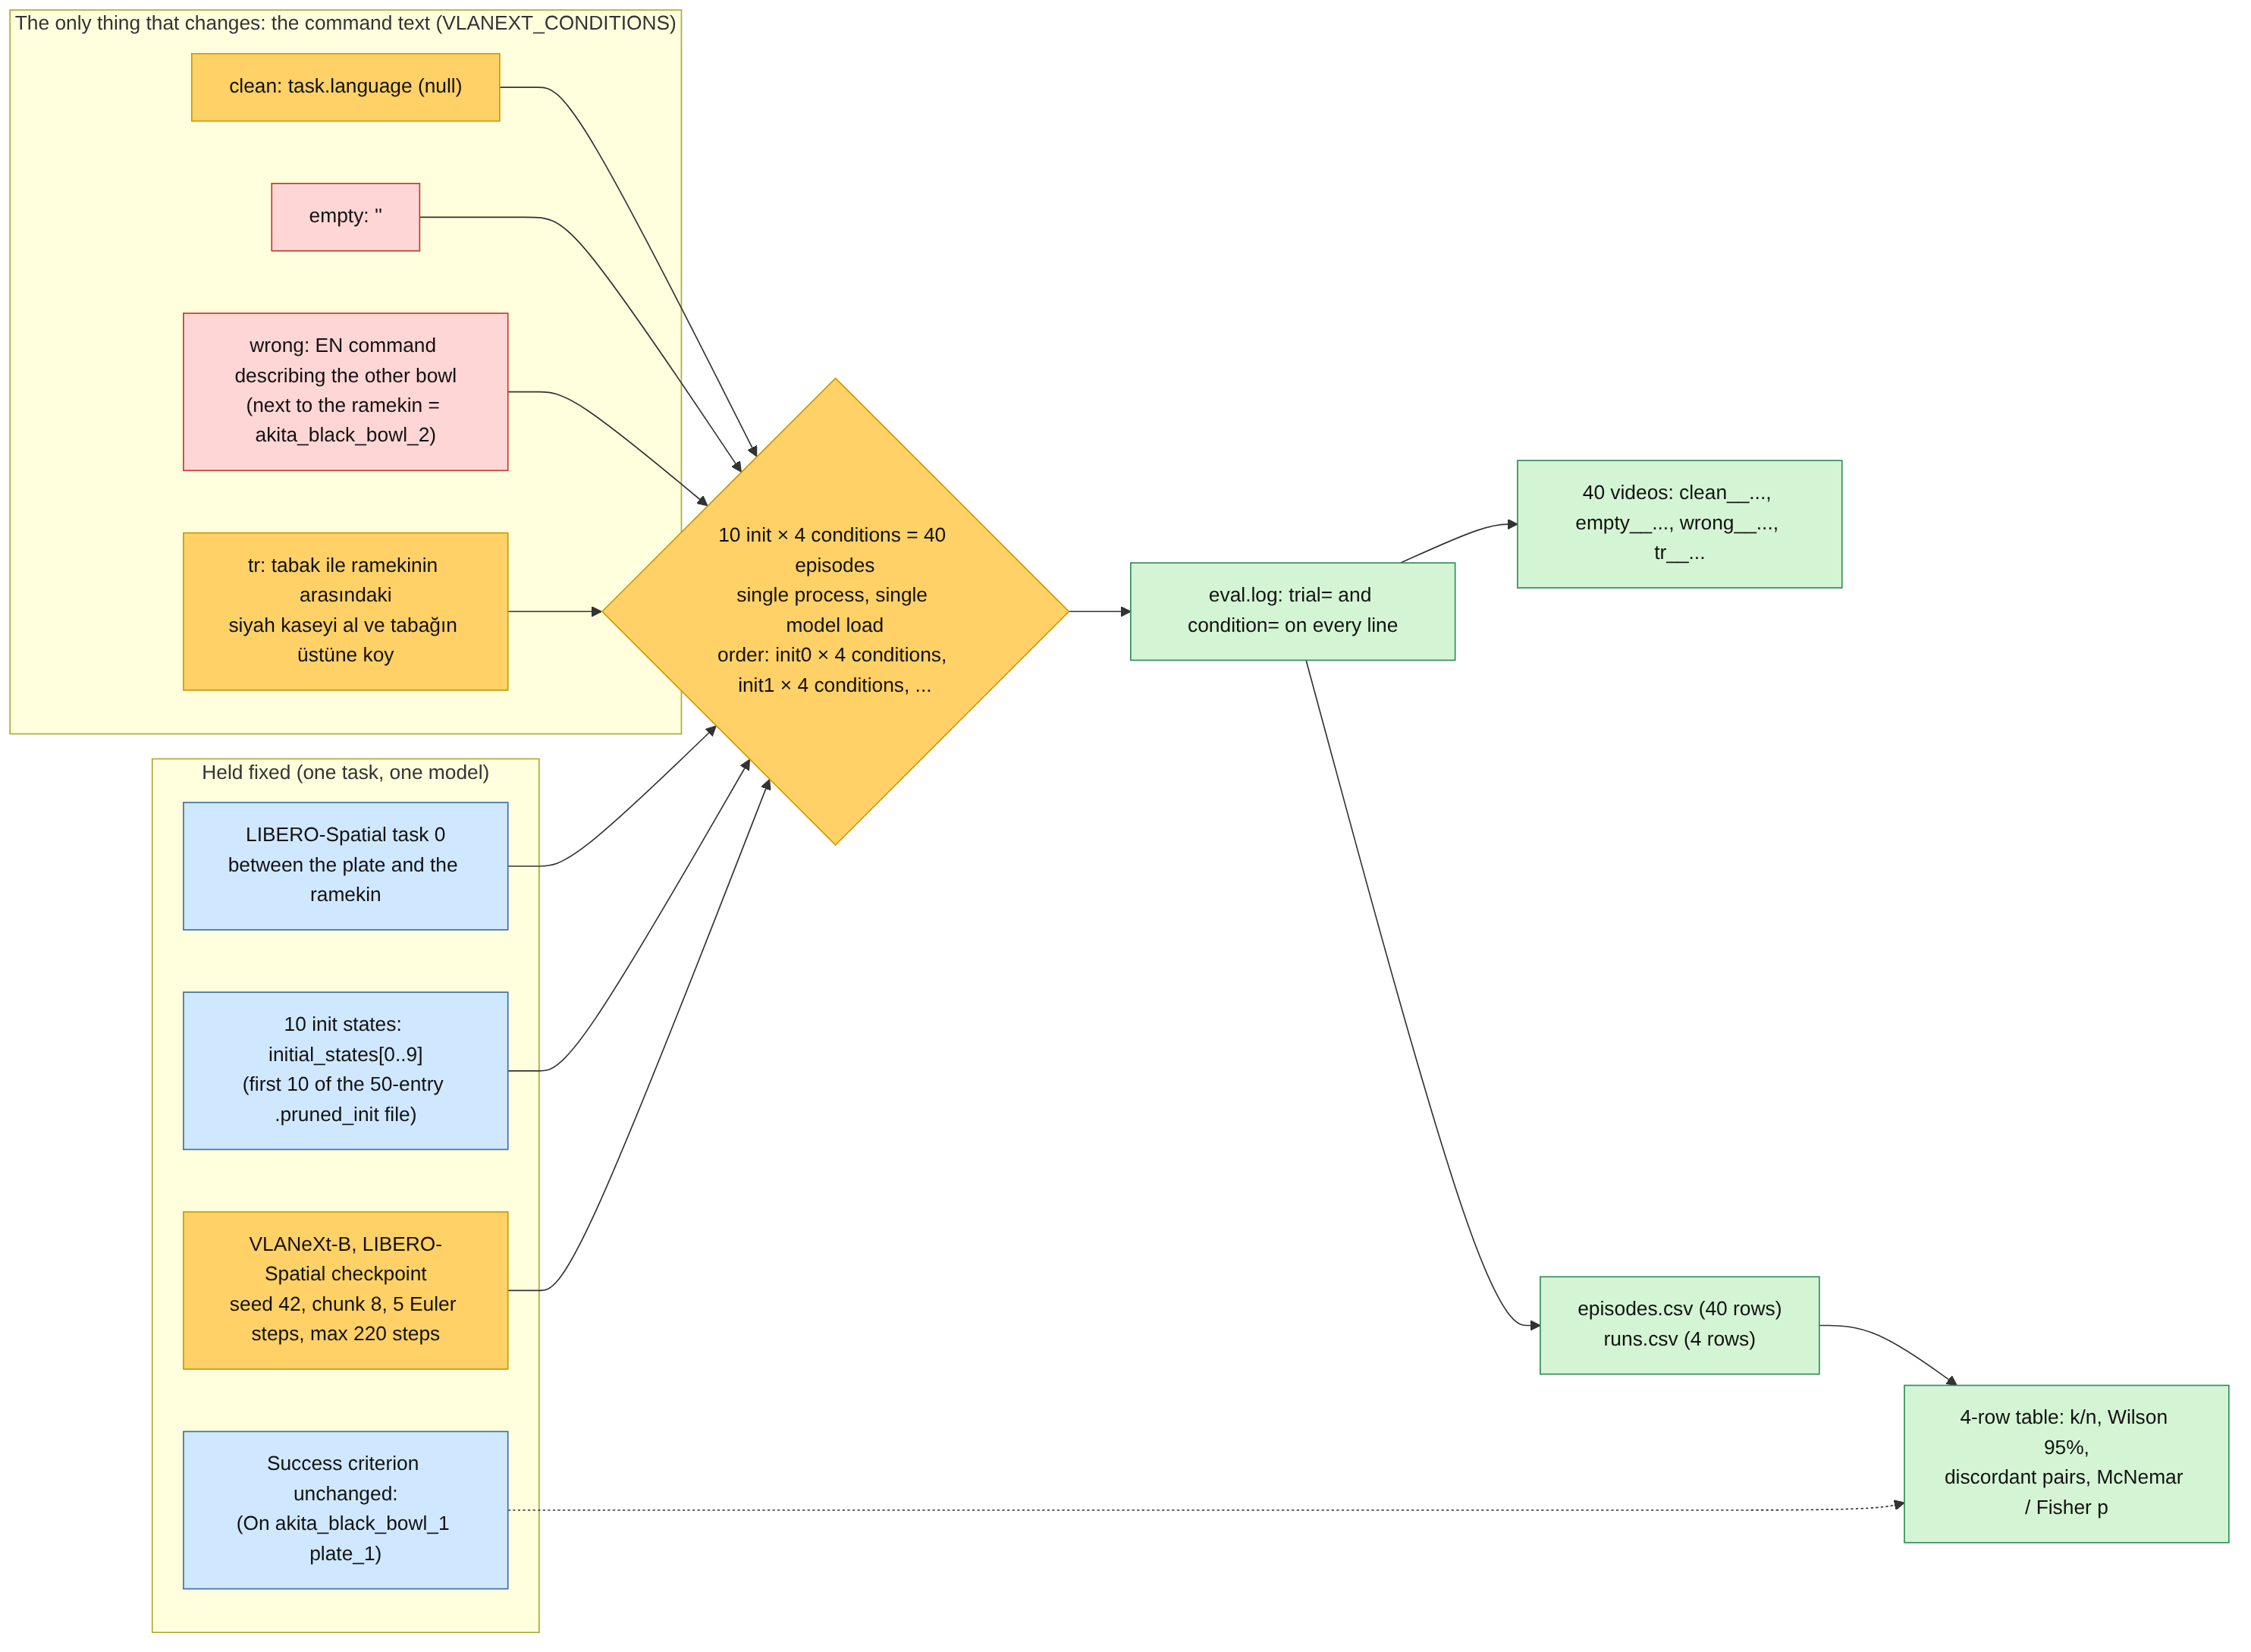 The only thing that changes: the command text (VLANEXT_CONDITIONS)
clean: task.language (null)
empty: ''
wrong: EN command
describing the other bowl
(next to the ramekin =
akita_black_bowl_2)
tr: tabak ile ramekinin
arasındaki
siyah kaseyi al ve tabağın
üstüne koy
Held fixed (one task, one model)
LIBERO-Spatial task 0
between the plate and the
ramekin
10 init states:
initial_states[0..9]
(first 10 of the 50-entry
.pruned_init file)
VLANeXt-B, LIBERO-
Spatial checkpoint
seed 42, chunk 8, 5 Euler
steps, max 220 steps
Success criterion
unchanged:
(On akita_black_bowl_1
plate_1)
10 init × 4 conditions = 40
episodes
single process, single
model load
order: init0 × 4 conditions,
init1 × 4 conditions, ...
eval.log: trial= and
condition= on every line
40 videos: clean__...,
empty__..., wrong__...,
tr__...
episodes.csv (40 rows)
runs.csv (4 rows)
4-row table: k/n, Wilson
95%,
discordant pairs, McNemar
/ Fisher p